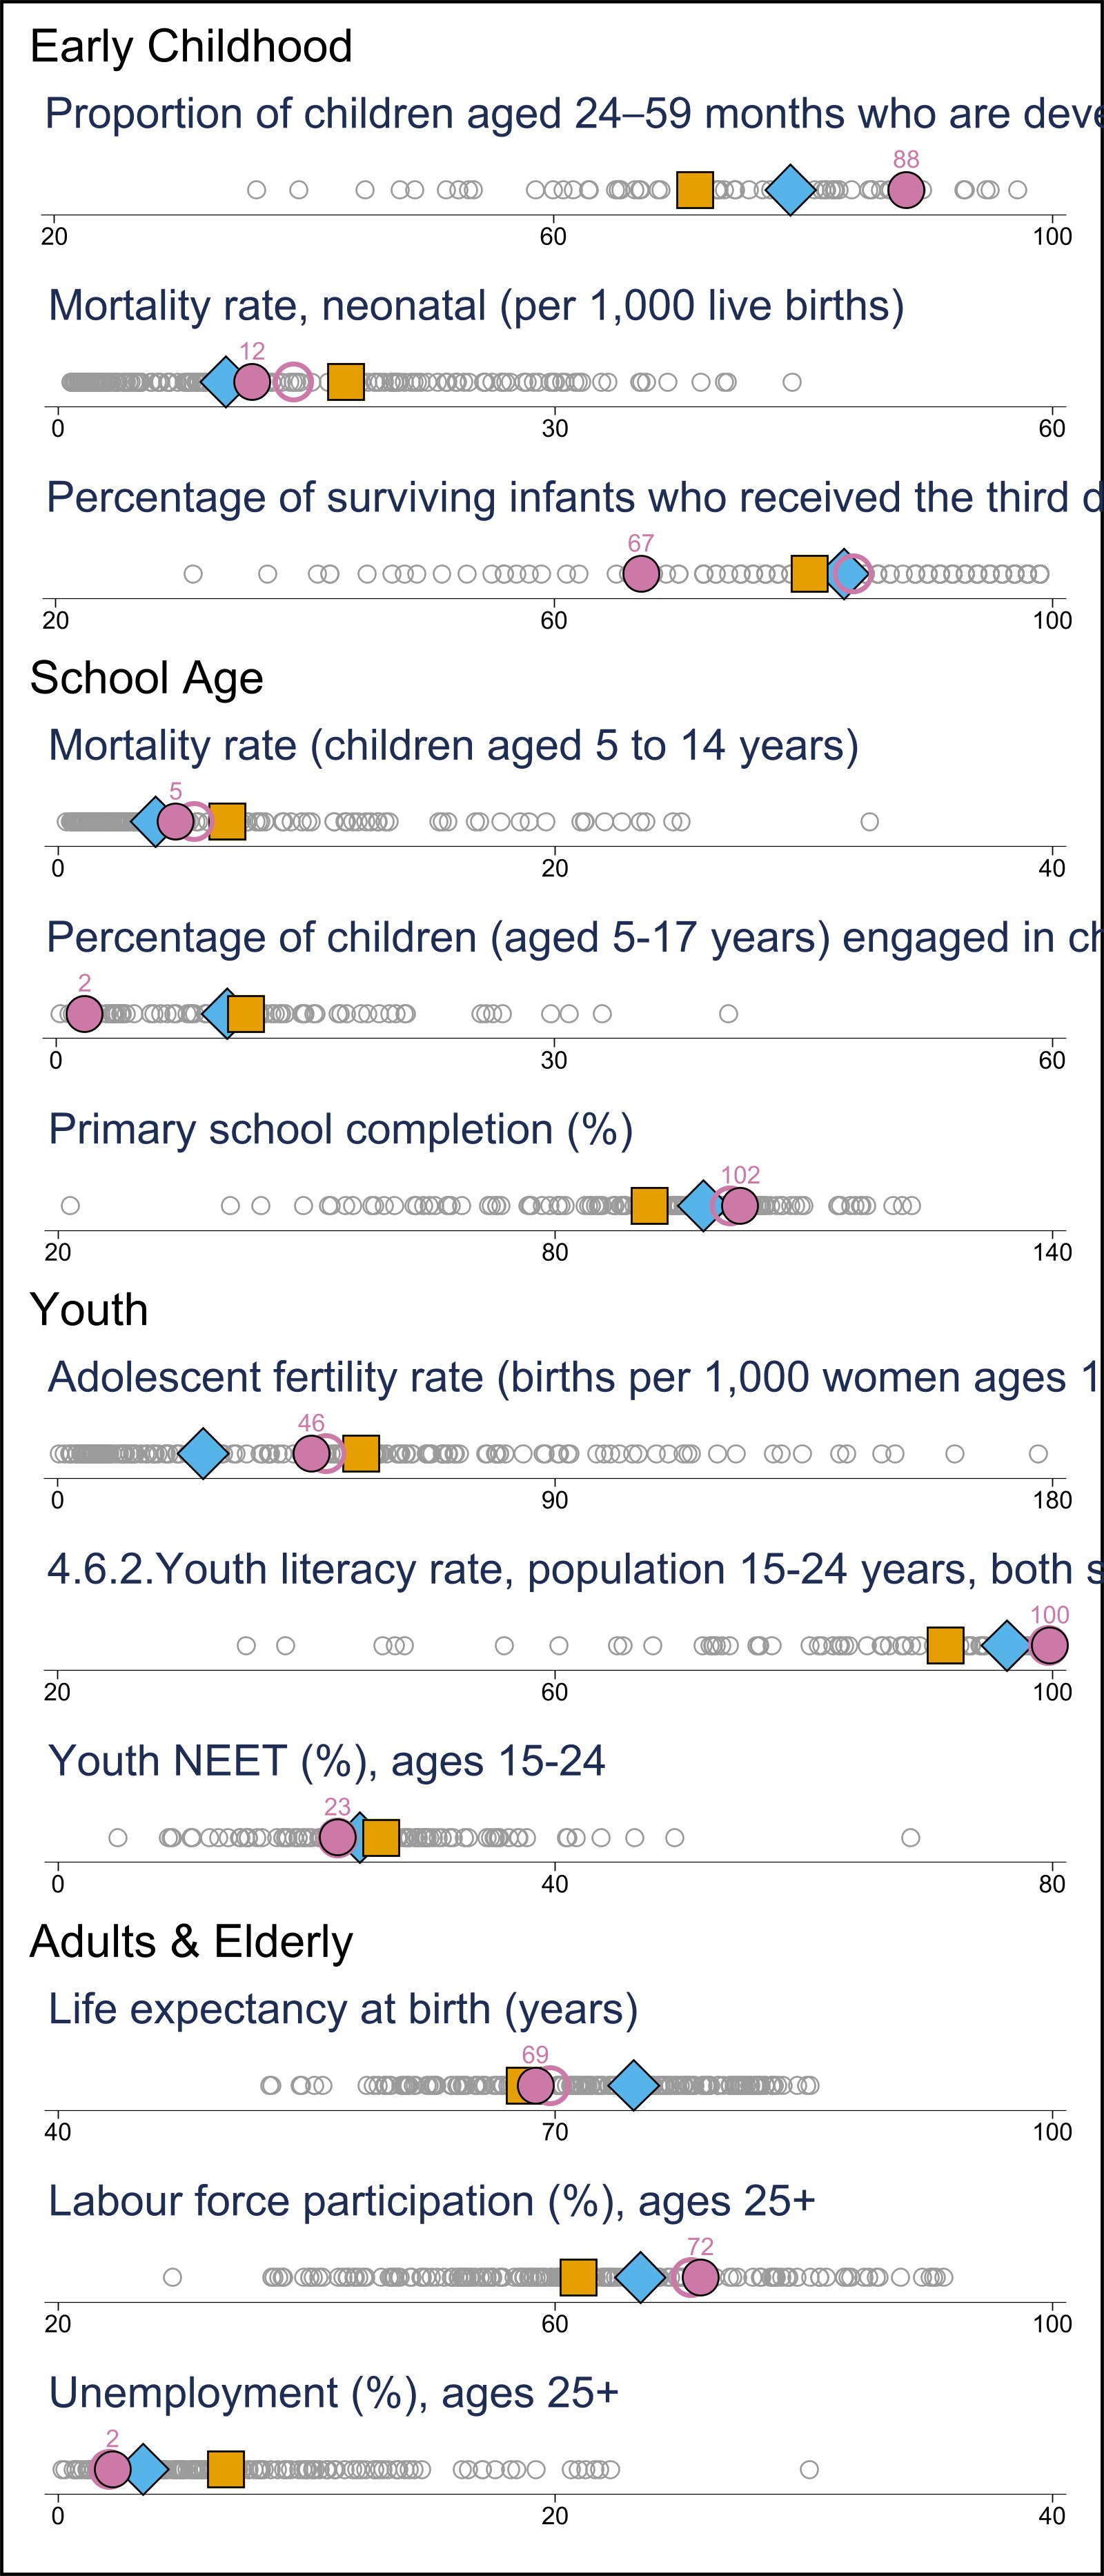 Early Childhood
Proportion of children aged 24–59 months who are deve
88
20 60 100
Mortality rate, neonatal (per 1,000 live births)
12
0 30 60
Percentage of surviving infants who received the third d
67
20 60 100
School Age
Mortality rate (children aged 5 to 14 years)
5
0 20 40
Percentage of children (aged 5-17 years) engaged in ch
2
0 30 60
Primary school completion (%)
102
20 80 140
Youth
Adolescent fertility rate (births per 1,000 women ages 1
46
0 90 180
4.6.2.Youth literacy rate, population 15-24 years, both s
100
20 60 100
Youth NEET (%), ages 15-24
23
0 40 80
Adults & Elderly
Life expectancy at birth (years)
69
40 70 100
Labour force participation (%), ages 25+
72
20 60 100
Unemployment (%), ages 25+
2
0 20 40